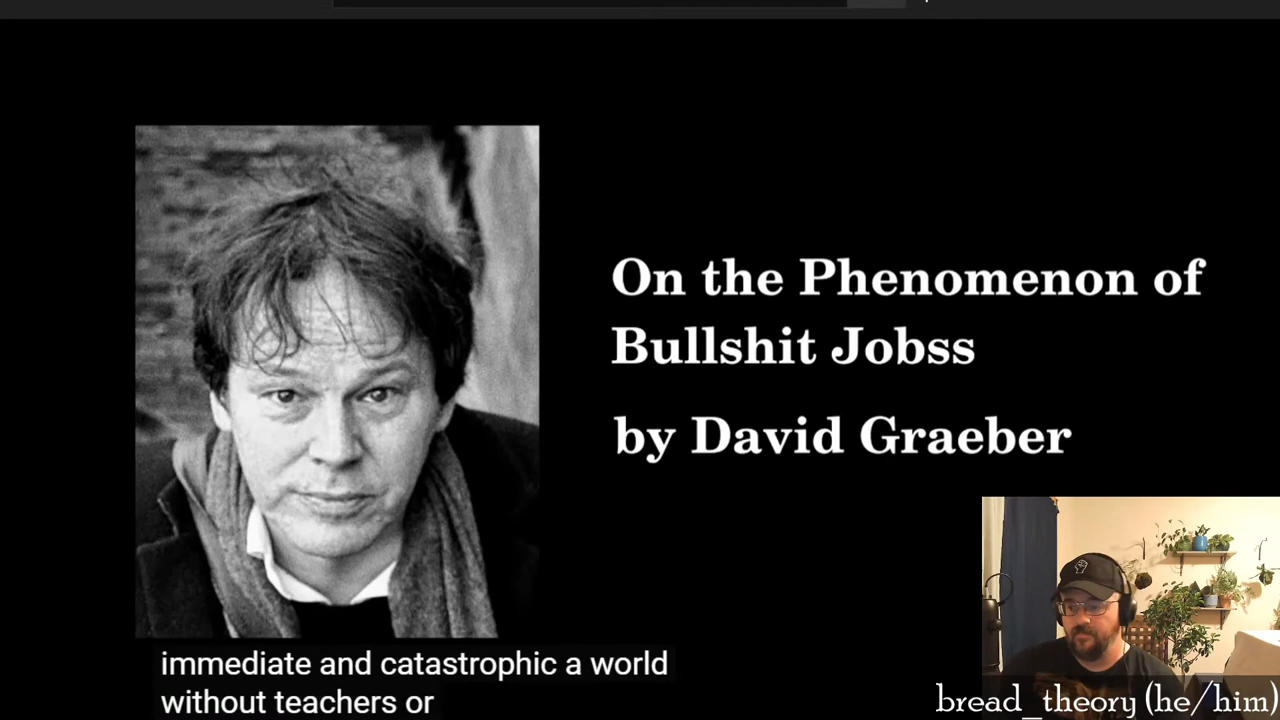 On the Phenomenon of
Bullshit Jobss
by David Graeber
immediate and catastrophic a world
without teachers or
bread_theory (he/him)